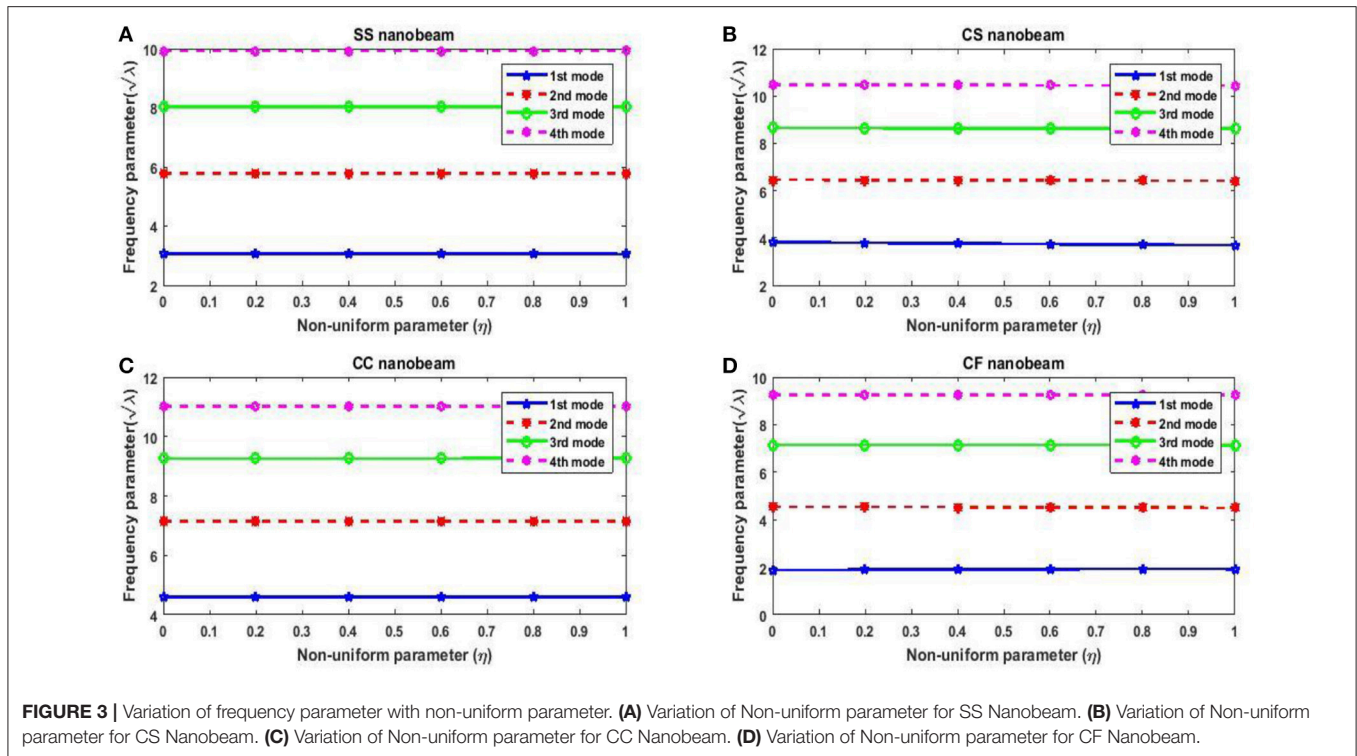 A
SS nanobeam
Frequency parameter(√λ)
10
8
6
4
2
1st mode
2nd mode
3rd mode
4th mode
0 0.1 0.2 0.3 0.4 0.5 0.6 0.7 0.8 0.9 1
Non-uniform parameter (η)
B
CS nanobeam
Frequency parameter(√λ)
12
10
8
6
4
2
1st mode
2nd mode
3rd mode
4th mode
0 0.1 0.2 0.3 0.4 0.5 0.6 0.7 0.8 0.9 1
Non-uniform parameter (η)
C
CC nanobeam
Frequency parameter(√λ)
12
10
8
6
4
1st mode
2nd mode
3rd mode
4th mode
0 0.1 0.2 0.3 0.4 0.5 0.6 0.7 0.8 0.9 1
Non-uniform parameter (η)
D
CF nanobeam
Frequency parameter(√λ)
10
8
6
4
2
0
1st mode
2nd mode
3rd mode
4th mode
0 0.1 0.2 0.3 0.4 0.5 0.6 0.7 0.8 0.9 1
Non-uniform parameter (η)
FIGURE 3 | Variation of frequency parameter with non-uniform parameter. (A) Variation of Non-uniform parameter for SS Nanobeam. (B) Variation of Non-uniform
parameter for CS Nanobeam. (C) Variation of Non-uniform parameter for CC Nanobeam. (D) Variation of Non-uniform parameter for CF Nanobeam.